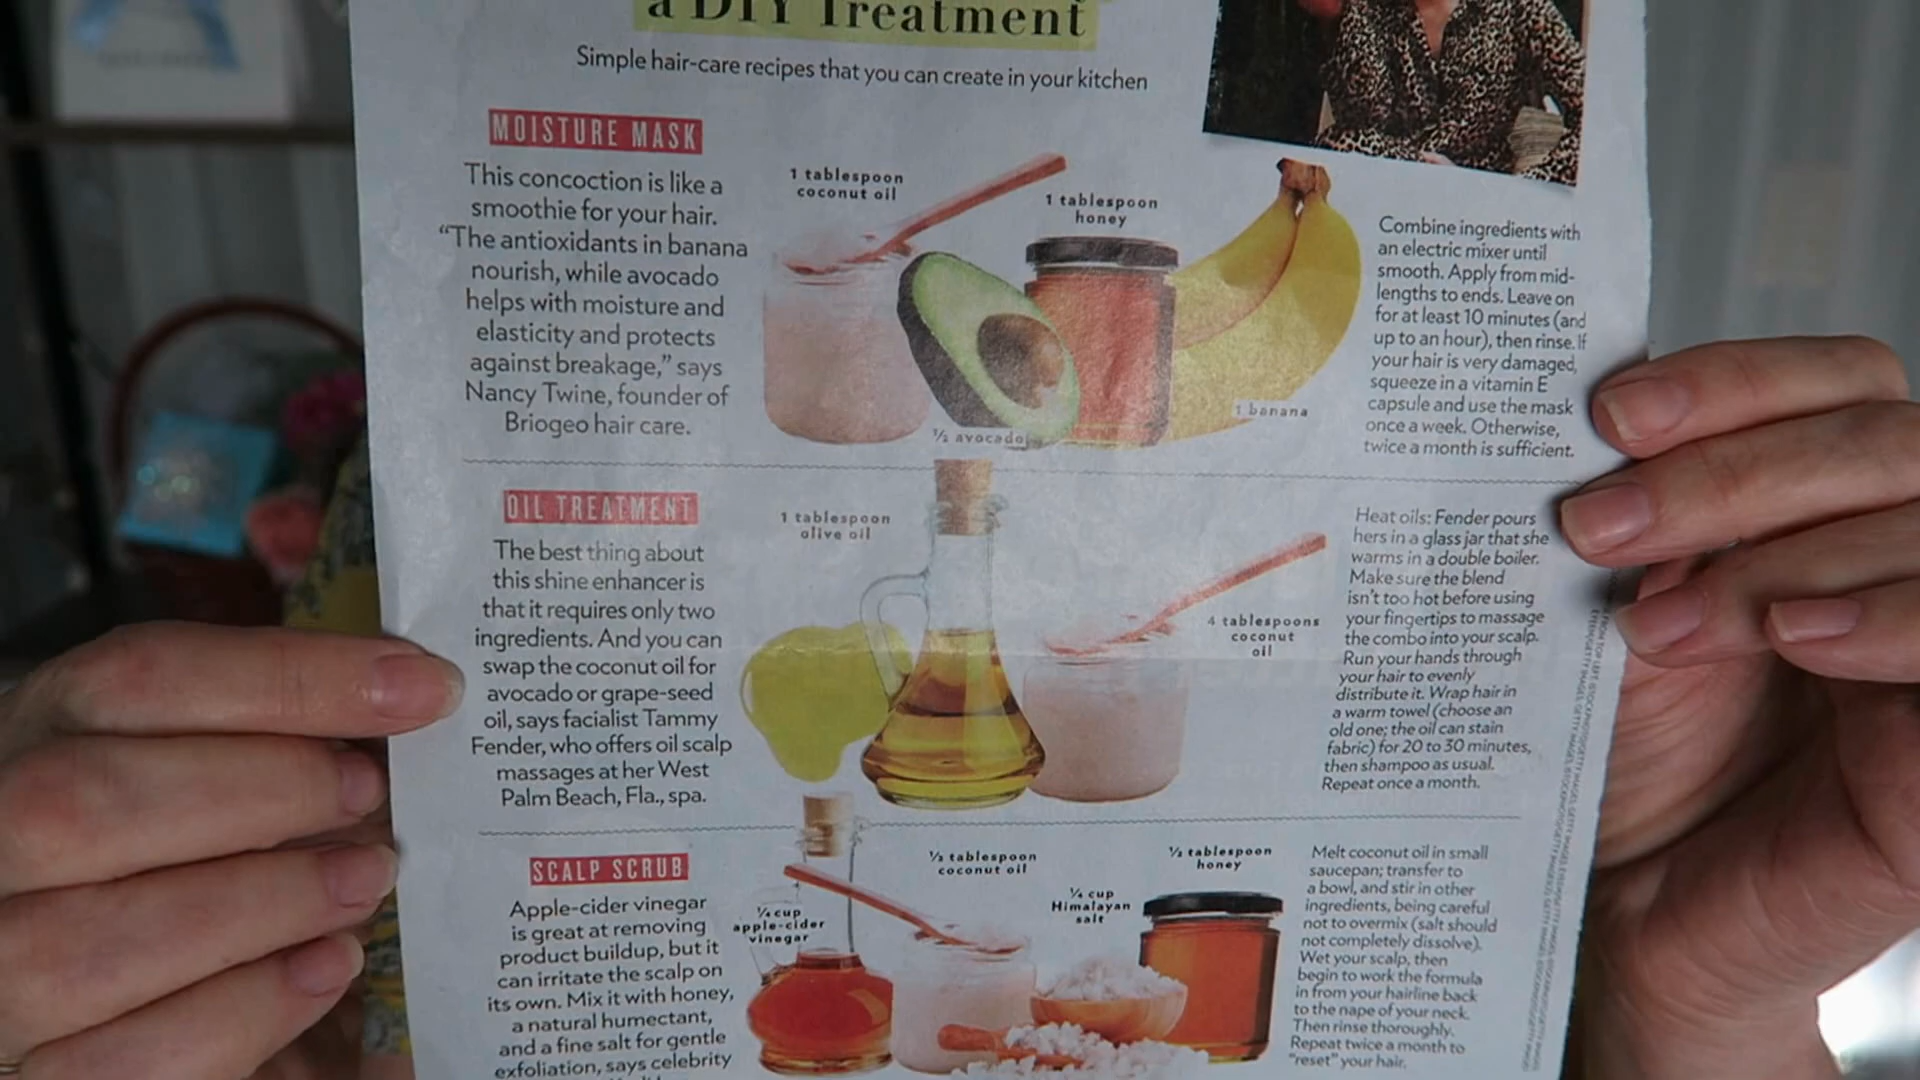 a DIY Treatment
Simple hair-care recipes that you can create in your kitchen
MOISTURE MASK
This concoction is like a
smoothie for your hair.
“The antioxidants in banana
nourish, while avocado
helps with moisture and
elasticity and protects
against breakage,” says
Nancy Twine, founder of
Briogeo hair care.
1 tablespoon
coconut oil
1 tablespoon
honey
½ avocado
1 banana
Combine ingredients with
an electric mixer until
smooth. Apply from mid-
lengths to ends. Leave on
for at least 10 minutes (and
up to an hour), then rinse. If
your hair is very damaged,
squeeze in a vitamin E
capsule and use the mask
once a week. Otherwise,
twice a month is sufficient.
OIL TREATMENT
The best thing about
this shine enhancer is
that it requires only two
ingredients. And you can
swap the coconut oil for
avocado or grape-seed
oil, says facialist Tammy
Fender, who offers oil scalp
massages at her West
Palm Beach, Fla., spa.
1 tablespoon
olive oil
4 tablespoons
coconut
oil
Heat oils: Fender pours
hers in a glass jar that she
warms in a double boiler.
Make sure the blend
isn't too hot before using
your fingertips to massage
the combo into your scalp.
Run your hands through
your hair to evenly
distribute it. Wrap hair in
a warm towel (choose an
old one; the oil can stain
fabric) for 20 to 30 minutes,
then shampoo as usual.
Repeat once a month.
SCALP SCRUB
Apple-cider vinegar
is great at removing
product buildup, but it
can irritate the scalp on
its own. Mix it with honey,
a natural humectant,
and a fine salt for gentle
exfoliation, says celebrity
¼ cup
apple-cider
vinegar
½ tablespoon
coconut oil
¼ cup
Himalayan
salt
½ tablespoon
honey
Melt coconut oil in small
saucepan; transfer to
a bowl, and stir in other
ingredients, being careful
not to overmix (salt should
not completely dissolve).
Wet your scalp, then
begin to work the formula
in from your hairline back
to the nape of your neck.
Then rinse thoroughly.
Repeat twice a month to
"reset" your hair.